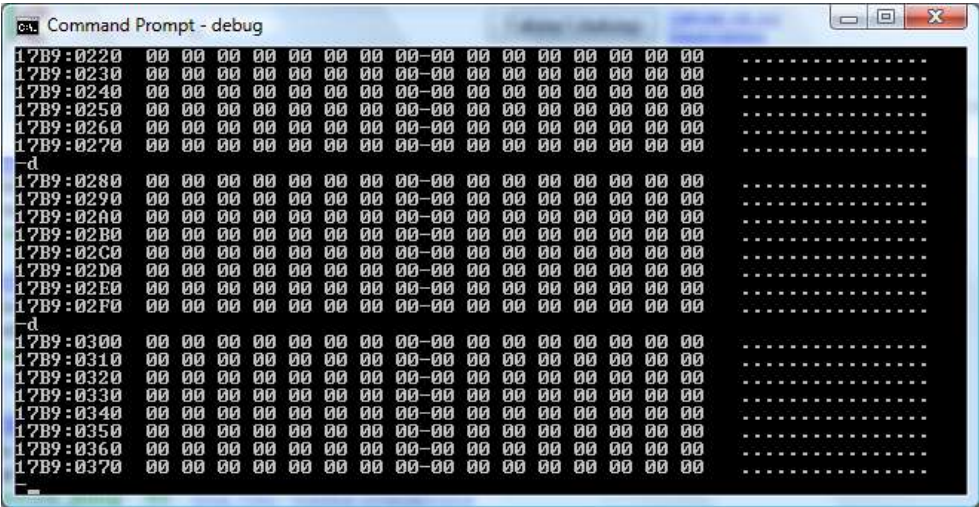 Command Prompt - debug
17B9:0220  00 00 00 00 00 00 00 00-00 00 00 00 00 00 00 00   ................
17B9:0230  00 00 00 00 00 00 00 00-00 00 00 00 00 00 00 00   ................
17B9:0240  00 00 00 00 00 00 00 00-00 00 00 00 00 00 00 00   ................
17B9:0250  00 00 00 00 00 00 00 00-00 00 00 00 00 00 00 00   ................
17B9:0260  00 00 00 00 00 00 00 00-00 00 00 00 00 00 00 00   ................
17B9:0270  00 00 00 00 00 00 00 00-00 00 00 00 00 00 00 00   ................
-d
17B9:0280  00 00 00 00 00 00 00 00-00 00 00 00 00 00 00 00   ................
17B9:0290  00 00 00 00 00 00 00 00-00 00 00 00 00 00 00 00   ................
17B9:02A0  00 00 00 00 00 00 00 00-00 00 00 00 00 00 00 00   ................
17B9:02B0  00 00 00 00 00 00 00 00-00 00 00 00 00 00 00 00   ................
17B9:02C0  00 00 00 00 00 00 00 00-00 00 00 00 00 00 00 00   ................
17B9:02D0  00 00 00 00 00 00 00 00-00 00 00 00 00 00 00 00   ................
17B9:02E0  00 00 00 00 00 00 00 00-00 00 00 00 00 00 00 00   ................
17B9:02F0  00 00 00 00 00 00 00 00-00 00 00 00 00 00 00 00   ................
-d
17B9:0300  00 00 00 00 00 00 00 00-00 00 00 00 00 00 00 00   ................
17B9:0310  00 00 00 00 00 00 00 00-00 00 00 00 00 00 00 00   ................
17B9:0320  00 00 00 00 00 00 00 00-00 00 00 00 00 00 00 00   ................
17B9:0330  00 00 00 00 00 00 00 00-00 00 00 00 00 00 00 00   ................
17B9:0340  00 00 00 00 00 00 00 00-00 00 00 00 00 00 00 00   ................
17B9:0350  00 00 00 00 00 00 00 00-00 00 00 00 00 00 00 00   ................
17B9:0360  00 00 00 00 00 00 00 00-00 00 00 00 00 00 00 00   ................
17B9:0370  00 00 00 00 00 00 00 00-00 00 00 00 00 00 00 00   ................
-_